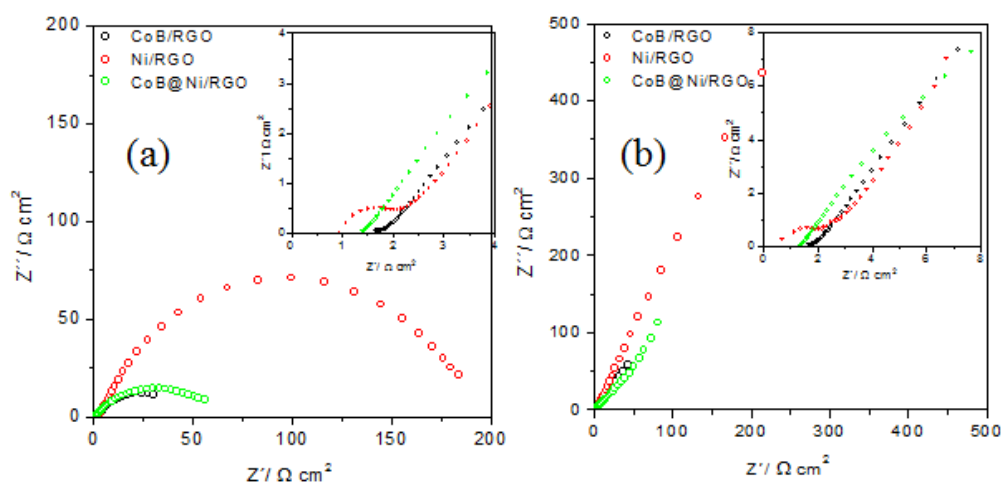 200
150
100
50
0
0 50 100 150 200
Z´´/ Ω cm²
Z´/ Ω cm²
CoB/RGO
Ni/RGO
CoB@Ni/RGO
(a)
4
3
2
1
0
0 1 2 3 4
Z´´/ Ω cm²
Z´/ Ω cm²
500
400
300
200
100
0
0 100 200 300 400 500
Z´´/ Ω cm²
Z´/ Ω cm²
CoB/RGO
Ni/RGO
CoB@Ni/RGO
(b)
8
6
4
2
0
0 2 4 6 8
Z´´/ Ω cm²
Z´/ Ω cm²